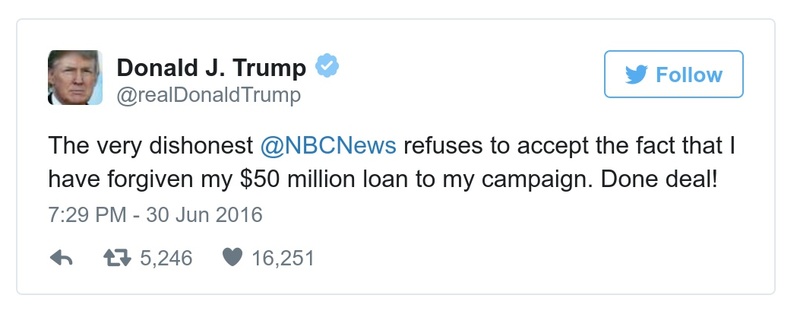 Donald J. Trump
@realDonaldTrump
Follow
The very dishonest @NBCNews refuses to accept the fact that I
have forgiven my $50 million loan to my campaign. Done deal!
7:29 PM - 30 Jun 2016
5,246 16,251